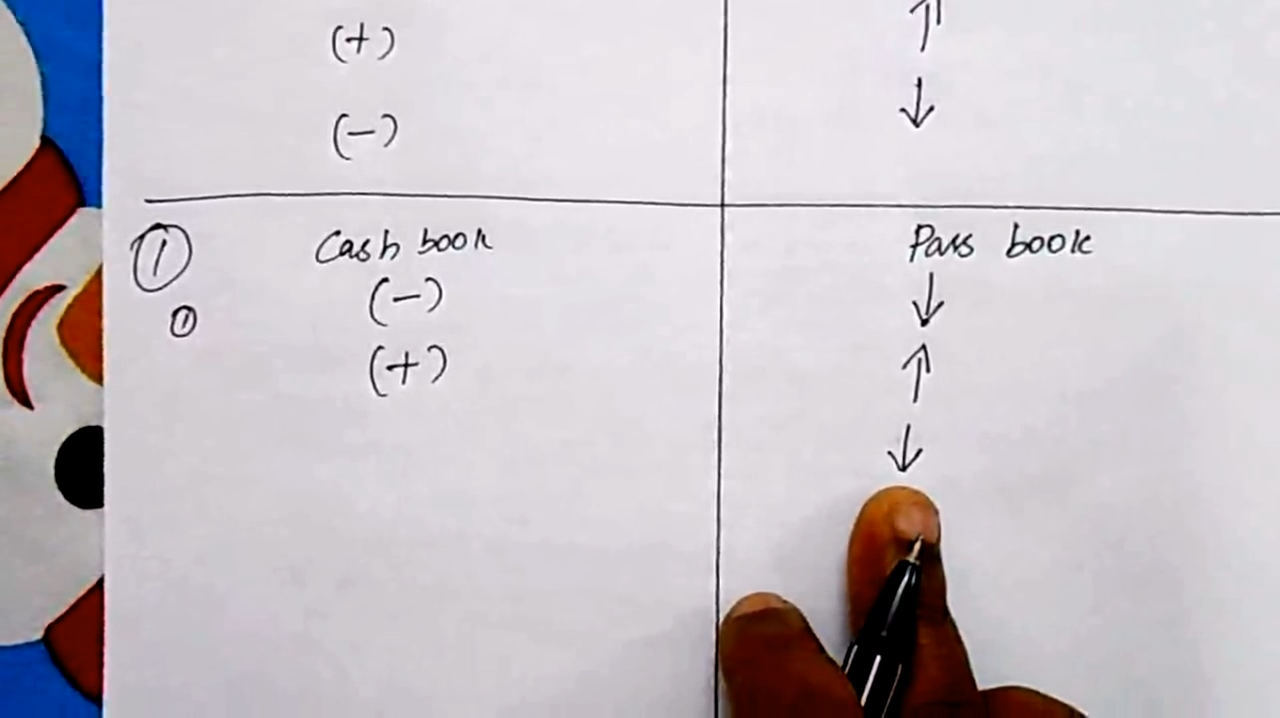 (+) ↑
(-) ↓
① Cash book Pass book
① (-) ↓
(+) ↑
↓